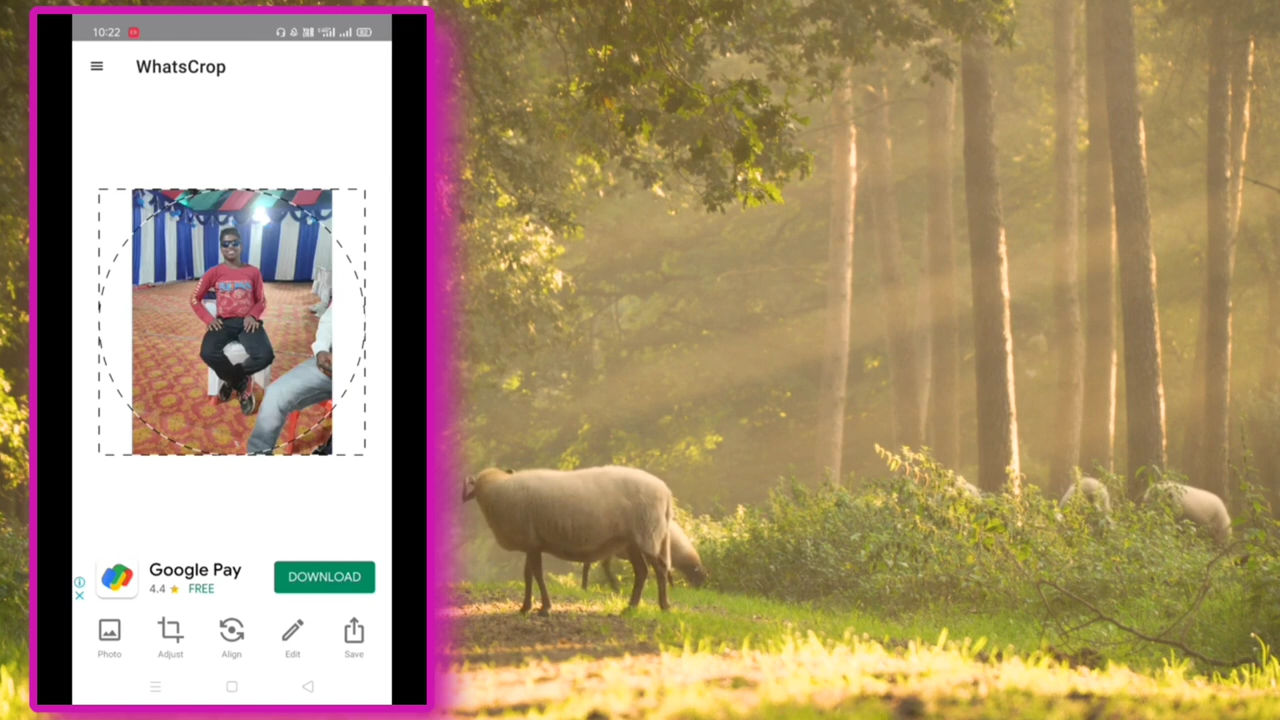 10:22
WhatsCrop
Google Pay
4.4 ★ FREE
DOWNLOAD
Photo
Adjust
Align
Edit
Save